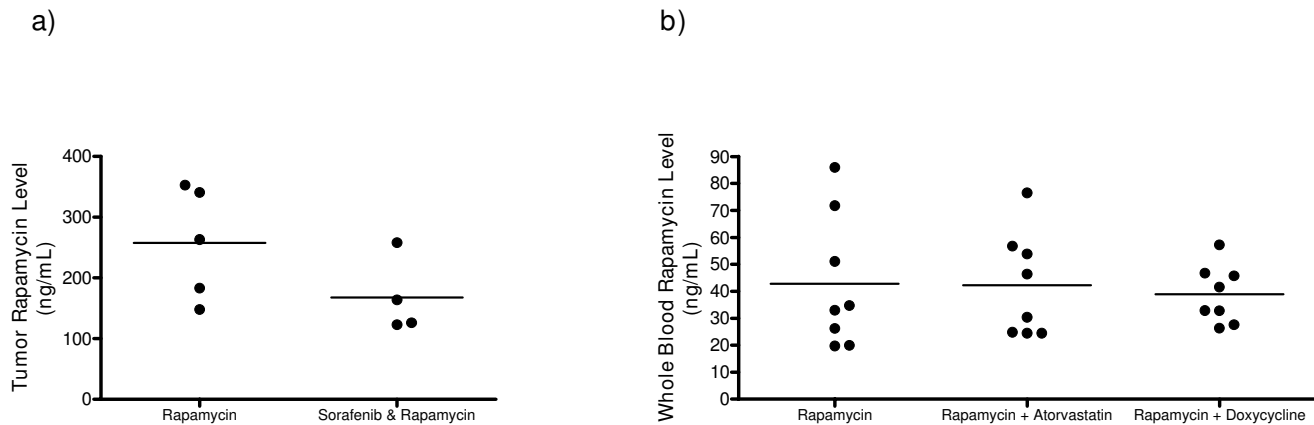 a)
Tumor Rapamycin Level
(ng/mL)
400
300
200
100
0
Rapamycin
Sorafenib & Rapamycin
b)
Whole Blood Rapamycin Level
(ng/mL)
90
80
70
60
50
40
30
20
10
0
Rapamycin
Rapamycin + Atorvastatin
Rapamycin + Doxycycline